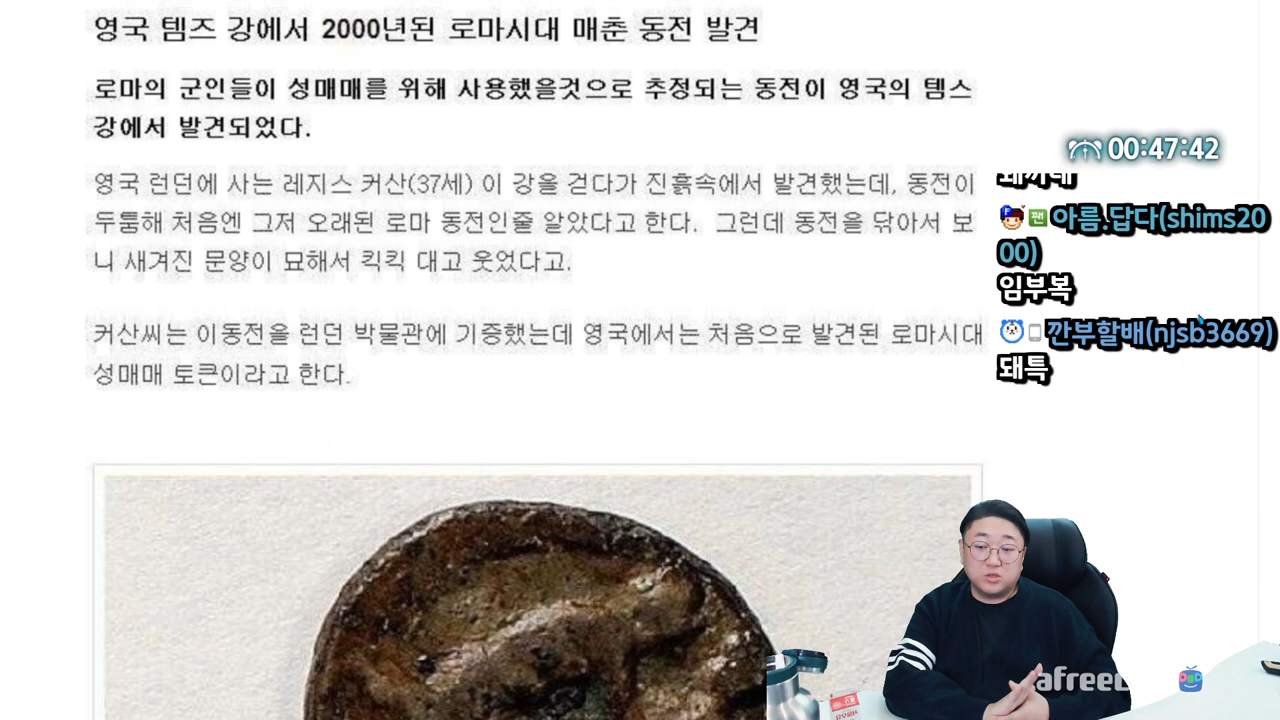 영국 템즈 강에서 2000년된 로마시대 매춘 동전 발견
로마의 군인들이 성매매를 위해 사용했을것으로 추정되는 동전이 영국의 템스
강에서 발견되었다.
영국 런던에 사는 레지스 커산(37세) 이 강을 걷다가 진흙속에서 발견했는데, 동전이
두툼해 처음엔 그저 오래된 로마 동전인줄 알았다고 한다. 그런데 동전을 닦아서 보
니 새겨진 문양이 묘해서 킥킥 대고 웃었다고.
커산씨는 이동전을 런던 박물관에 기증했는데 영국에서는 처음으로 발견된 로마시대
성매매 토큰이라고 한다.
00:47:42
팬 아름.답다(shims20
00)
임부복
깐부할배(njsb3669)
돼특
afreec